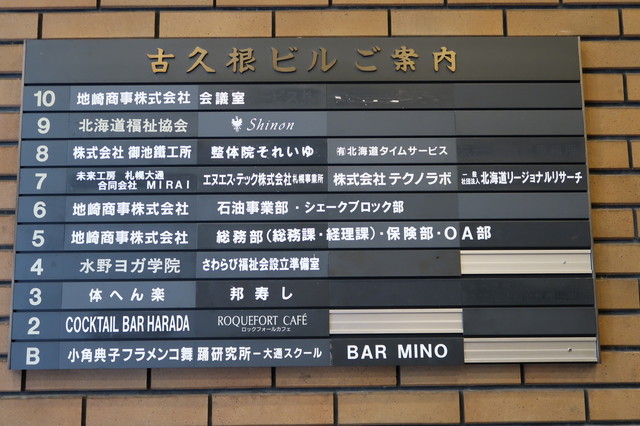 古久根ビルご案内
10 地崎商事株式会社 会議室
9 北海道福祉協会 Shinon
8 株式会社 御池鐵工所 整体院それいゆ 有)北海道タイムサービス
7 未来工房 札幌大通 合同会社 MIRAI エヌエス・テック株式会社札幌事業所 株式会社 テクノラボ 一般社団法人 北海道リージョナルリサーチ
6 地崎商事株式会社 石油事業部・シェークブロック部
5 地崎商事株式会社 総務部(総務課・経理課)・保険部・OA部
4 水野ヨガ学院 さわらび福祉会設立準備室
3 体へん楽 邦寿し
2 COCKTAIL BAR HARADA ROQUEFORT CAFÉ ロックフォールカフェ
B 小角典子フラメンコ舞踊研究所−大通スクール BAR MINO